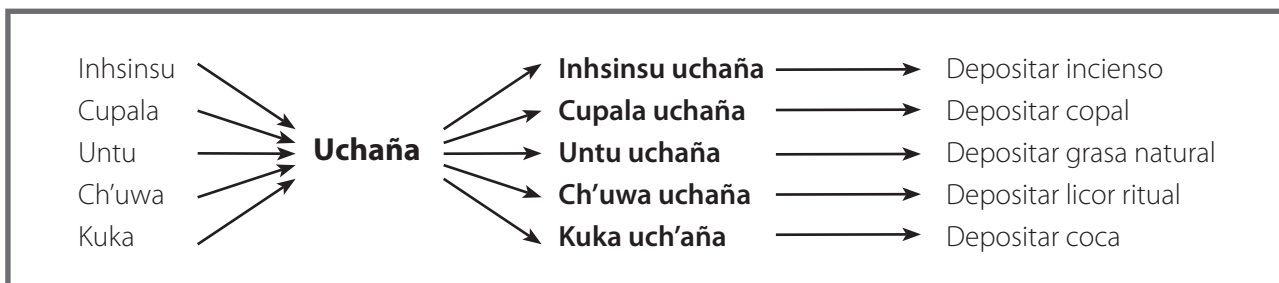 Inhsinsu Inhsinsu uchaña Depositar incienso
Cupala Cupala uchaña Depositar copal
Untu Uchaña Untu uchaña Depositar grasa natural
Ch'uwa Ch'uwa uchaña Depositar licor ritual
Kuka Kuka uch'aña Depositar coca